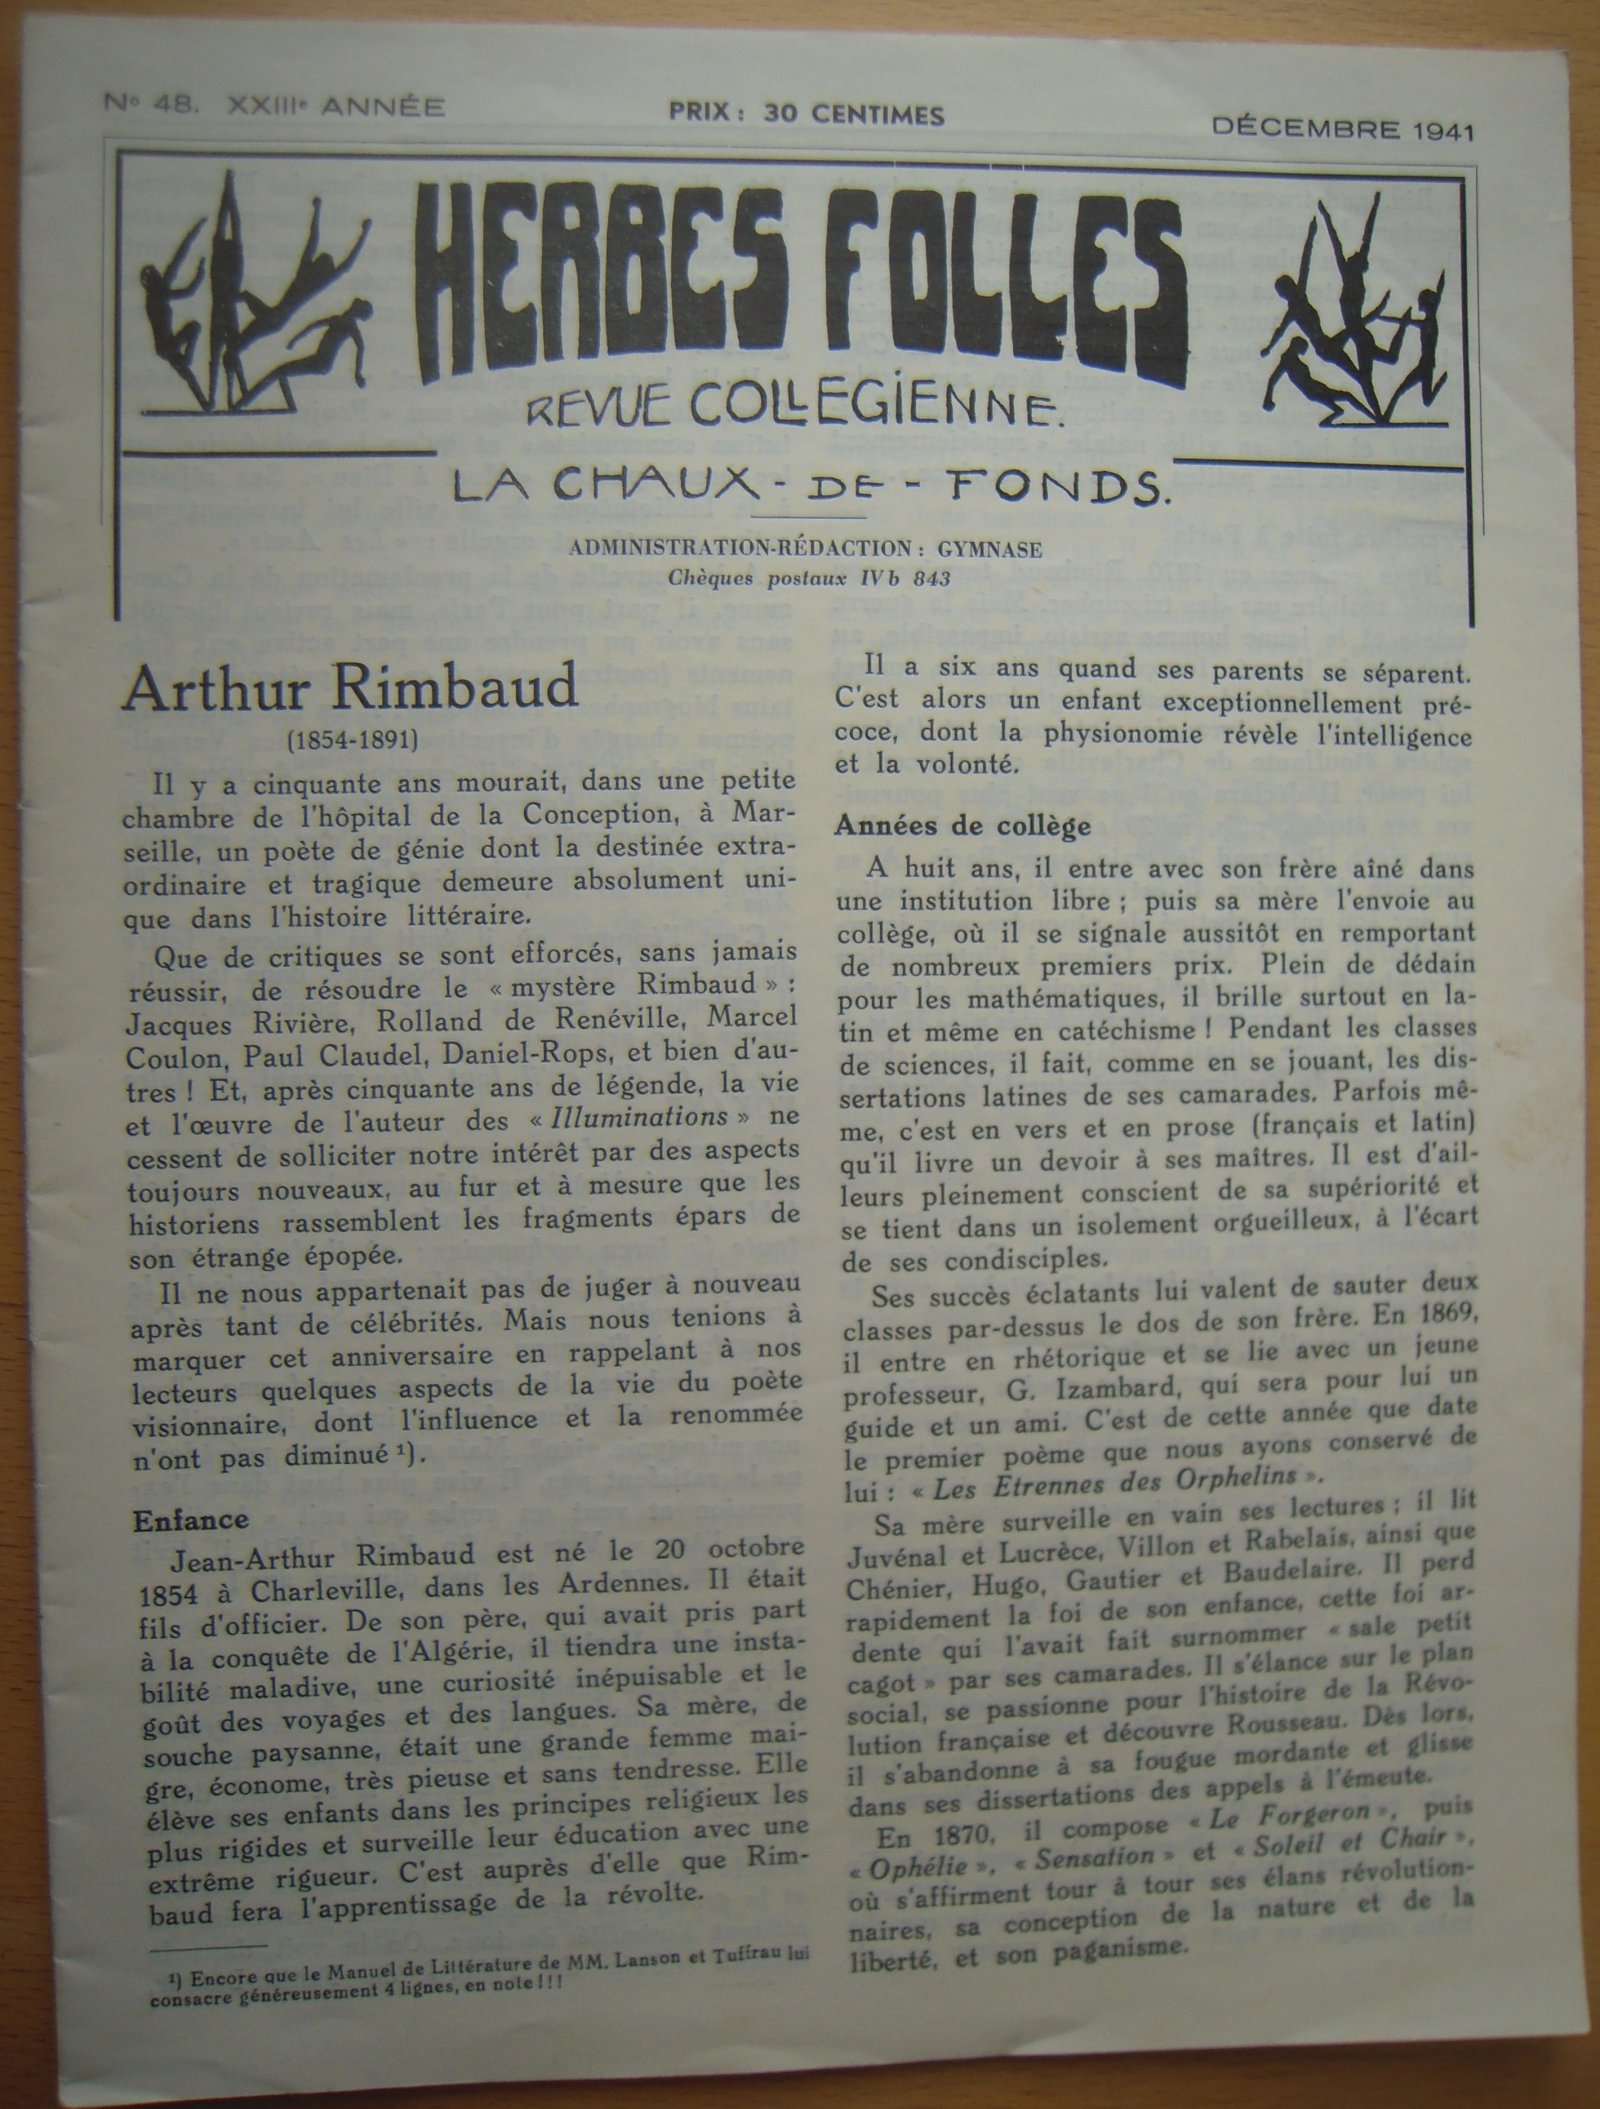 No 48. XXIIIe ANNÉE
PRIX : 30 CENTIMES
DÉCEMBRE 1941
HERBES FOLLES
REVUE COLLEGIENNE.
LA CHAUX-DE-FONDS.
ADMINISTRATION-RÉDACTION : GYMNASE
Chèques postaux IVb 843
Arthur Rimbaud
(1854-1891)
Il y a cinquante ans mourait, dans une petite
chambre de l'hôpital de la Conception, à Mar-
seille, un poète de génie dont la destinée extra-
ordinaire et tragique demeure absolument uni-
que dans l'histoire littéraire.
Que de critiques se sont efforcés, sans jamais
réussir, de résoudre le « mystère Rimbaud » :
Jacques Rivière, Rolland de Renéville, Marcel
Coulon, Paul Claudel, Daniel-Rops, et bien d'au-
tres ! Et, après cinquante ans de légende, la vie
et l'œuvre de l'auteur des « Illuminations » ne
cessent de solliciter notre intérêt par des aspects
toujours nouveaux, au fur et à mesure que les
historiens rassemblent les fragments épars de
son étrange épopée.
Il ne nous appartenait pas de juger à nouveau
après tant de célébrités. Mais nous tenions à
marquer cet anniversaire en rappelant à nos
lecteurs quelques aspects de la vie du poète
visionnaire, dont l'influence et la renommée
n'ont pas diminué ¹).
Enfance
Jean-Arthur Rimbaud est né le 20 octobre
1854 à Charleville, dans les Ardennes. Il était
fils d'officier. De son père, qui avait pris part
à la conquête de l'Algérie, il tiendra une insta-
bilité maladive, une curiosité inépuisable et le
goût des voyages et des langues. Sa mère, de
souche paysanne, était une grande femme mai-
gre, économe, très pieuse et sans tendresse. Elle
élève ses enfants dans les principes religieux les
plus rigides et surveille leur éducation avec une
extrême rigueur. C'est auprès d'elle que Rim-
baud fera l'apprentissage de la révolte.
¹) Encore que le Manuel de Littérature de MM. Lanson et Tuffrau lui
consacre généreusement 4 lignes, en note ! ! !
Il a six ans quand ses parents se séparent.
C'est alors un enfant exceptionnellement pré-
coce, dont la physionomie révèle l'intelligence
et la volonté.
Années de collège
A huit ans, il entre avec son frère aîné dans
une institution libre ; puis sa mère l'envoie au
collège, où il se signale aussitôt en remportant
de nombreux premiers prix. Plein de dédain
pour les mathématiques, il brille surtout en la-
tin et même en catéchisme ! Pendant les classes
de sciences, il fait, comme en se jouant, les dis-
sertations latines de ses camarades. Parfois mê-
me, c'est en vers et en prose (français et latin)
qu'il livre un devoir à ses maîtres. Il est d'ail-
leurs pleinement conscient de sa supériorité et
se tient dans un isolement orgueilleux, à l'écart
de ses condisciples.
Ses succès éclatants lui valent de sauter deux
classes par-dessus le dos de son frère. En 1869,
il entre en rhétorique et se lie avec un jeune
professeur, G. Izambard, qui sera pour lui un
guide et un ami. C'est de cette année que date
le premier poème que nous ayons conservé de
lui : « Les Etrennes des Orphelins ».
Sa mère surveille en vain ses lectures ; il lit
Juvénal et Lucrèce, Villon et Rabelais, ainsi que
Chénier, Hugo, Gautier et Baudelaire. Il perd
rapidement la foi de son enfance, cette foi ar-
dente qui l'avait fait surnommer « sale petit
cagot » par ses camarades. Il s'élance sur le plan
social, se passionne pour l'histoire de la Révo-
lution française et découvre Rousseau. Dès lors,
il s'abandonne à sa fougue mordante et glisse
dans ses dissertations des appels à l'émeute.
En 1870, il compose « Le Forgeron », puis
« Ophélie », « Sensation » et « Soleil et Chair »,
où s'affirment tour à tour ses élans révolution-
naires, sa conception de la nature et de la
liberté, et son paganisme.